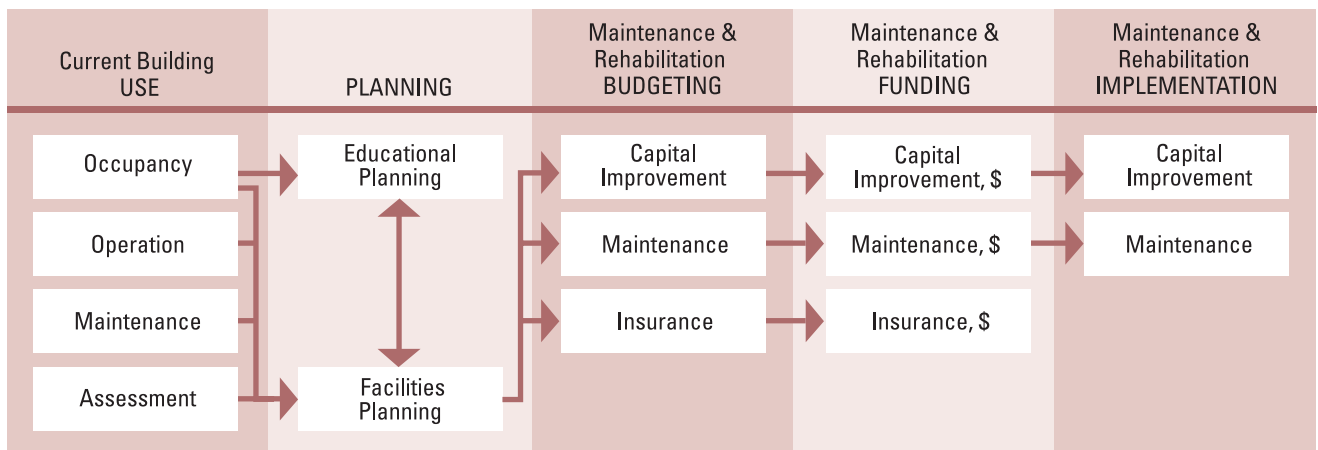 Current Building
USE
PLANNING
Maintenance &
Rehabilitation
BUDGETING
Maintenance &
Rehabilitation
FUNDING
Maintenance &
Rehabilitation
IMPLEMENTATION
Occupancy
Operation
Maintenance
Assessment
Educational
Planning
Facilities
Planning
Capital
Improvement
Maintenance
Insurance
Capital
Improvement, $
Maintenance, $
Insurance, $
Capital
Improvement
Maintenance